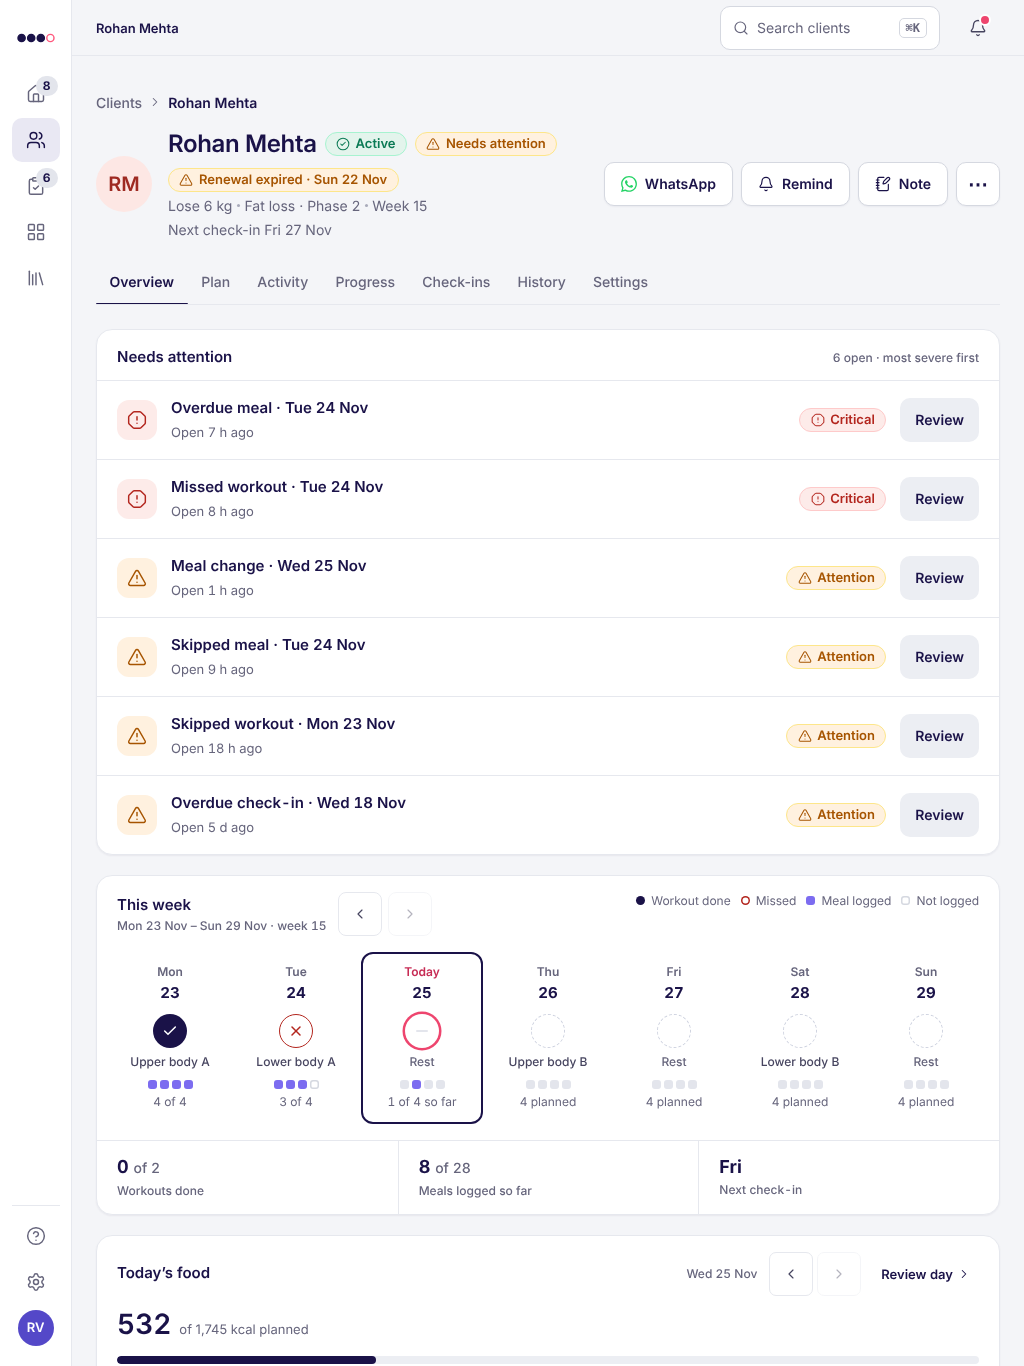 Rohan Mehta
Search clients
⌘K
8
6
Clients
Rohan Mehta
RM
Rohan Mehta
Active
Needs attention
Renewal expired · Sun 22 Nov
Lose 6 kg · Fat loss · Phase 2 · Week 15
Next check-in Fri 27 Nov
WhatsApp
Remind
Note
Overview Plan Activity Progress Check-ins History Settings
Needs attention
6 open · most severe first
Overdue meal · Tue 24 Nov
Open 7 h ago
Critical
Review
Missed workout · Tue 24 Nov
Open 8 h ago
Critical
Review
Meal change · Wed 25 Nov
Open 1 h ago
Attention
Review
Skipped meal · Tue 24 Nov
Open 9 h ago
Attention
Review
Skipped workout · Mon 23 Nov
Open 18 h ago
Attention
Review
Overdue check-in · Wed 18 Nov
Open 5 d ago
Attention
Review
This week
Mon 23 Nov – Sun 29 Nov · week 15
Workout done Missed Meal logged Not logged
Mon Tue Today Thu Fri Sat Sun
23 24 25 26 27 28 29
Upper body A Lower body A Rest Upper body B Rest Lower body B Rest
4 of 4 3 of 4 1 of 4 so far 4 planned 4 planned 4 planned 4 planned
0 of 2
Workouts done
8 of 28
Meals logged so far
Fri
Next check-in
Today's food
Wed 25 Nov
Review day
532 of 1,745 kcal planned
RV